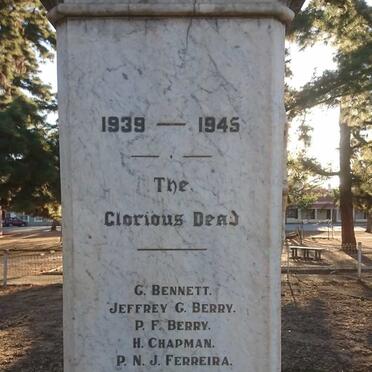 1939 — 1945
The
Glorious Dead
G. BENNETT.
JEFFREY G. BERRY.
P. F. BERRY.
H. CHAPMAN.
P. N. J. FERREIRA.